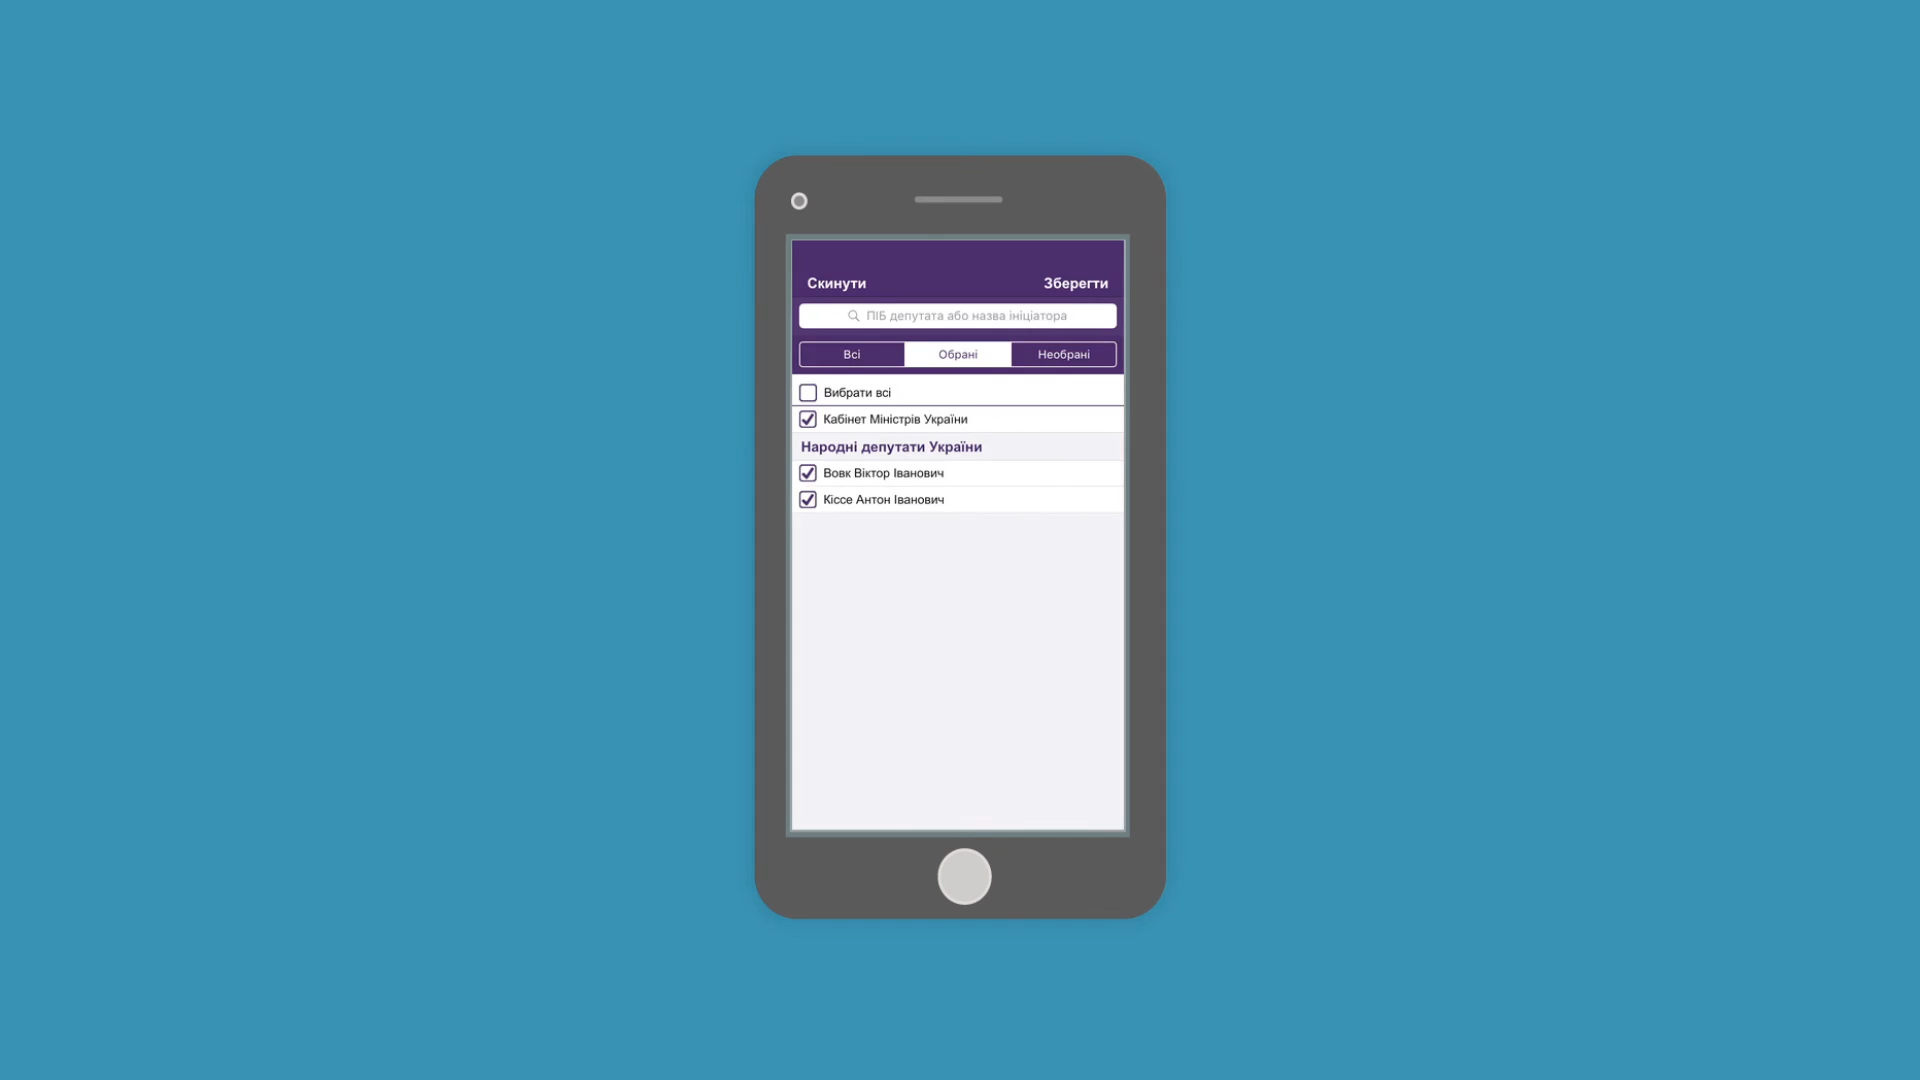 Скинути Зберегти
ПІБ депутата або назва ініціатора
Всі Обрані Необрані
Вибрати всі
Кабінет Міністрів України
Народні депутати України
Вовк Віктор Іванович
Кіссе Антон Іванович